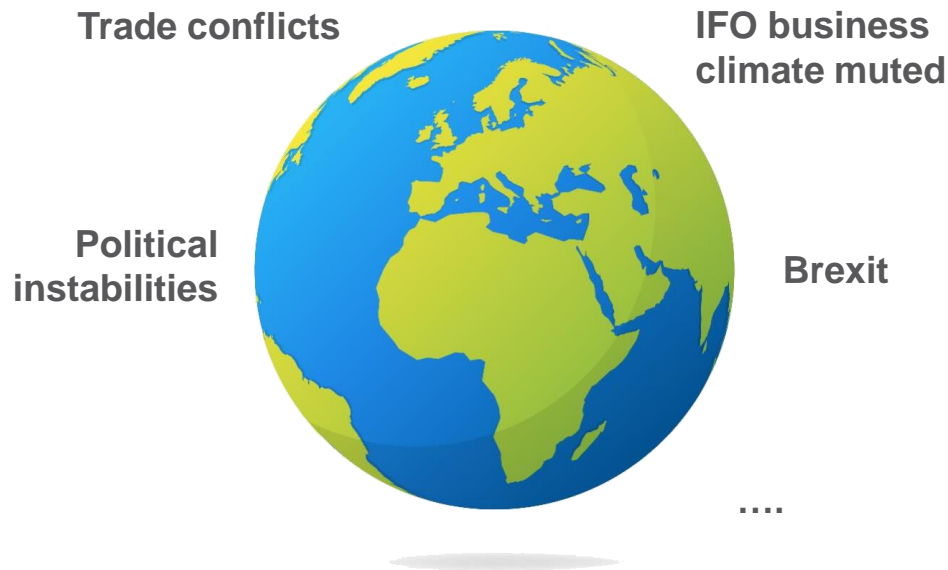 Trade conflicts
IFO business
climate muted
Political
instabilities
Brexit
....